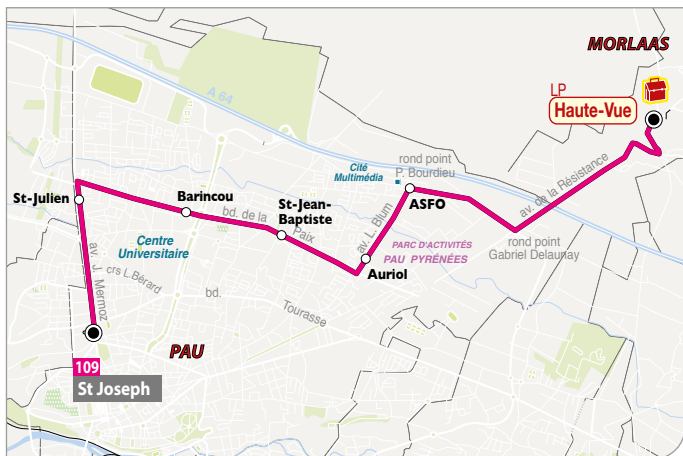 MORLAAS
A 64
LP
Haute-Vue
rond point
P. Bourdieu
Cité
Multimédia
av. de la Résistance
St-Julien
Barincou
St-Jean-
Baptiste
bd. de la
Paix
av. L. Blum
ASFO
Centre
Universitaire
PARC D'ACTIVITÉS
PAU PYRÉNÉES
rond point
Gabriel Delaunay
av. J. Mermoz
crs L.Bérard
Auriol
bd.
Tourasse
PAU
109
St Joseph